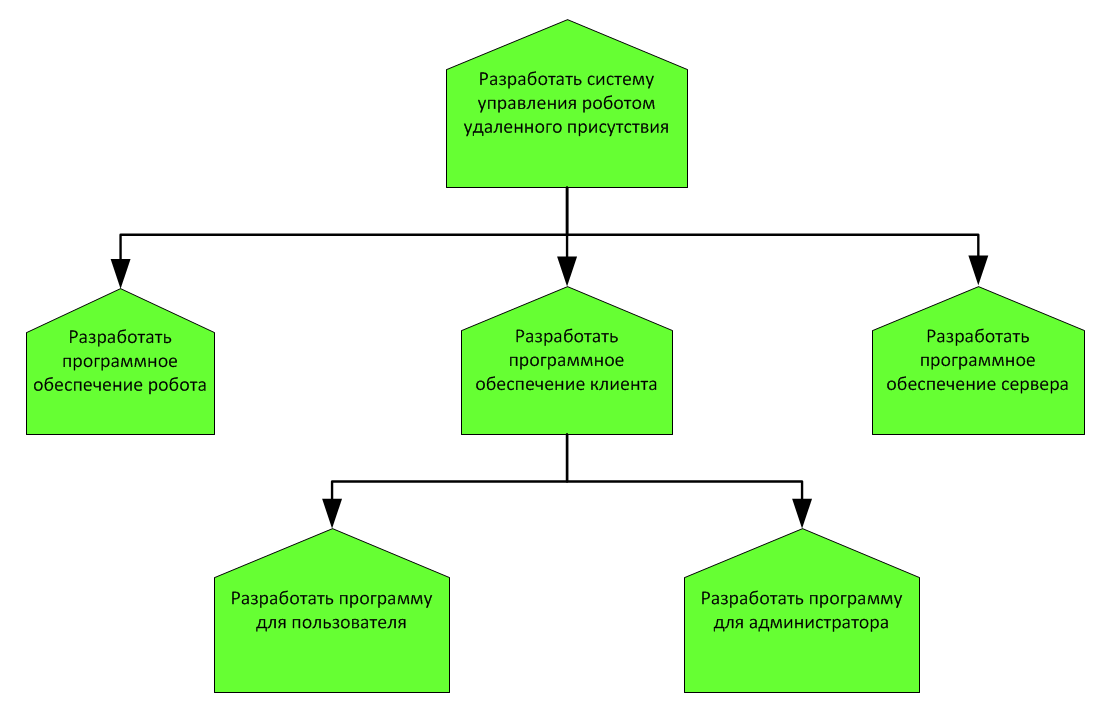 Разработать систему
управления роботом
удаленного присутствия
Разработать
программное
обеспечение робота
Разработать
программное
обеспечение клиента
Разработать
программное
обеспечение сервера
Разработать программу
для пользователя
Разработать программу
для администратора